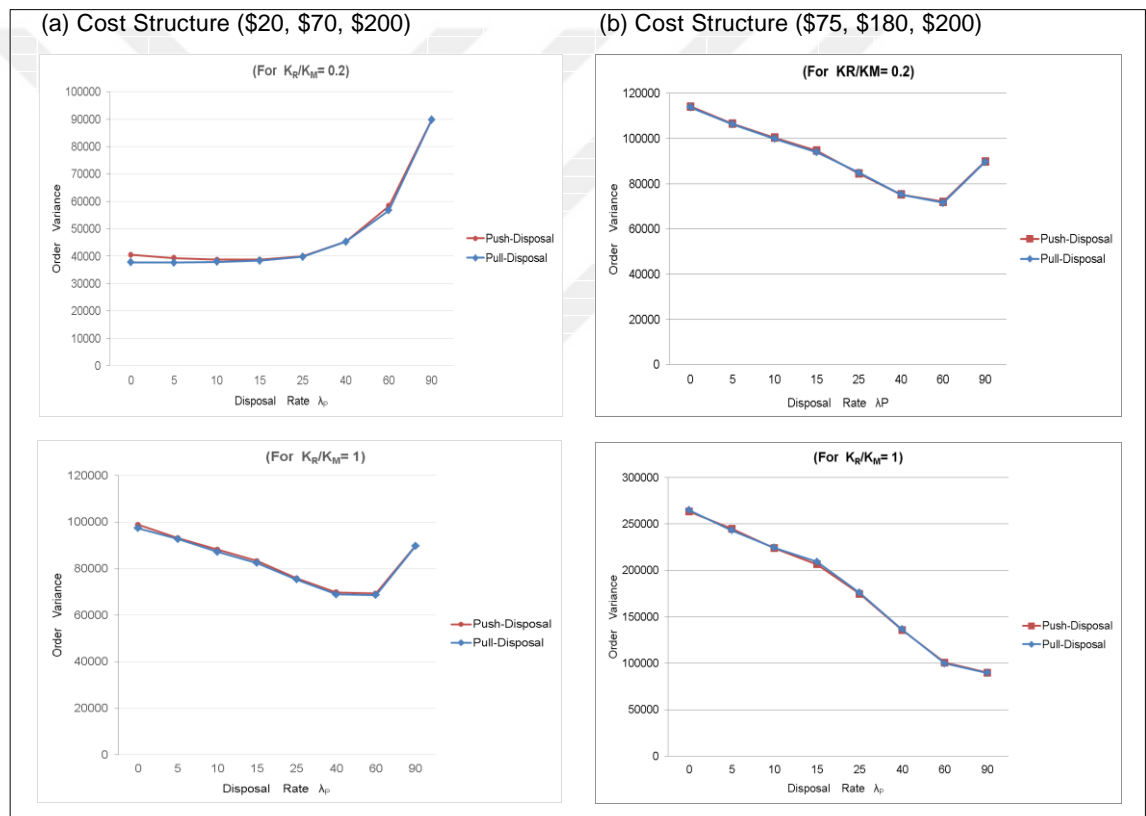 (a) Cost Structure ($20, $70, $200)
(For KR/KM= 0.2)
100000
90000
80000
70000
60000
50000
40000
30000
20000
10000
0
Order Variance
0 5 10 15 25 40 60 90
Disposal Rate λp
Push-Disposal
Pull-Disposal
(b) Cost Structure ($75, $180, $200)
(For KR/KM= 0.2)
120000
100000
80000
60000
40000
20000
0
Order Variance
0 5 10 15 25 40 60 90
Disposal Rate λP
Push-Disposal
Pull-Disposal
(For KR/KM= 1)
120000
100000
80000
60000
40000
20000
0
Order Variance
0 5 10 15 25 40 60 90
Disposal Rate λp
Push-Disposal
Pull-Disposal
(For KR/KM= 1)
300000
250000
200000
150000
100000
50000
0
Order Variance
0 5 10 15 25 40 60 90
Disposal Rate λp
Push-Disposal
Pull-Disposal